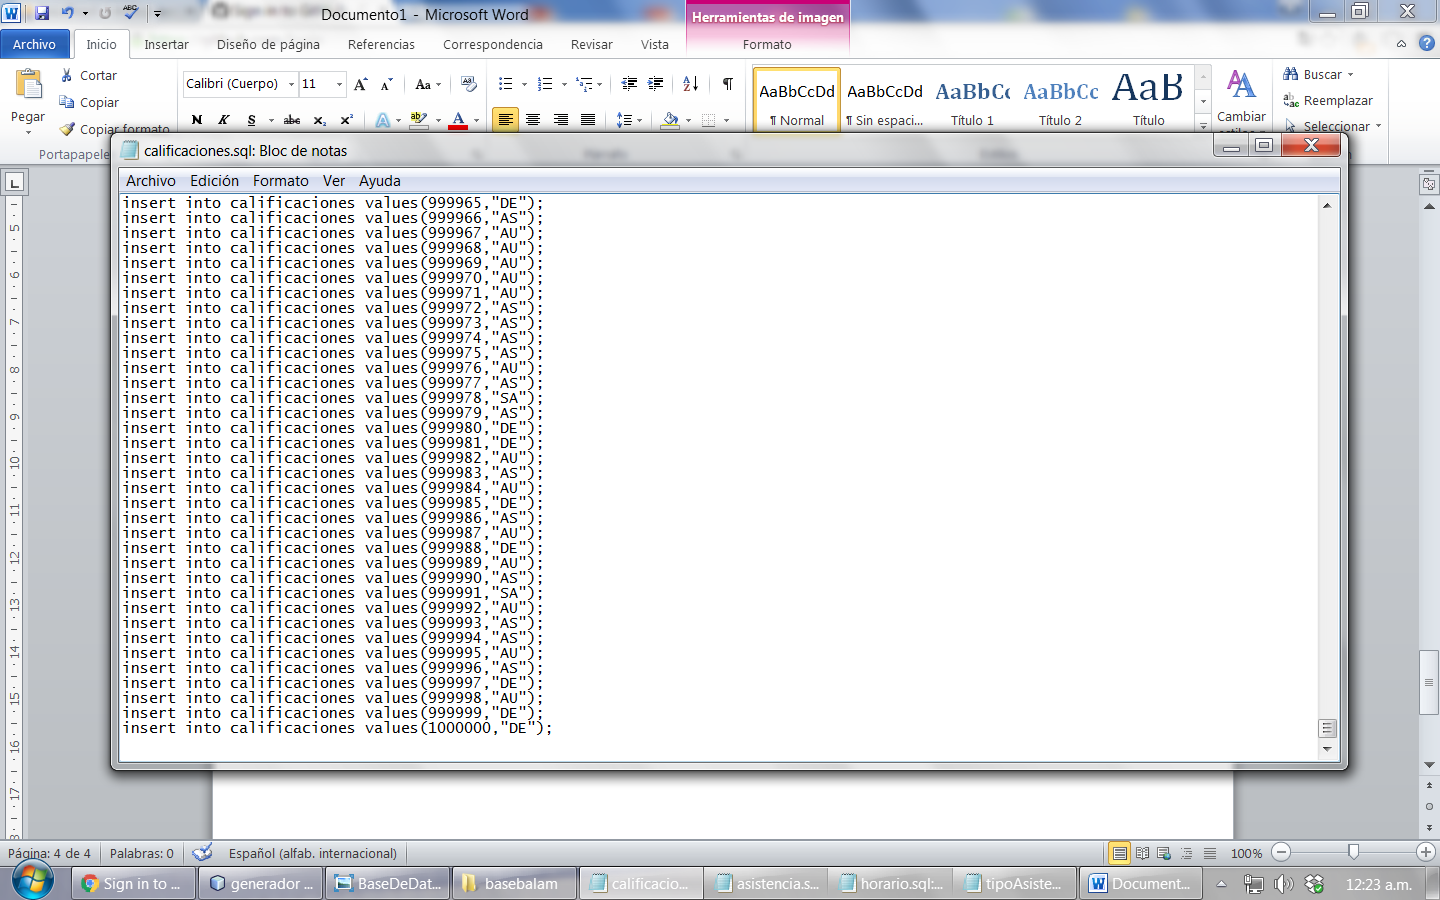 Documento1 - Microsoft Word
Herramientas de imagen
Archivo Inicio Insertar Diseño de página Referencias Correspondencia Revisar Vista Formato
Pegar
Cortar
Copiar
Copiar formato
Portapapeles
Calibri (Cuerpo) 11
AaBbCcDd AaBbCcDd AaBbCc AaBbCc AaB
¶ Normal ¶ Sin espaci... Título 1 Título 2 Título
Cambiar
Buscar
Reemplazar
Seleccionar
calificaciones.sql: Bloc de notas
Archivo Edición Formato Ver Ayuda
insert into calificaciones values(999965,"DE");
insert into calificaciones values(999966,"AS");
insert into calificaciones values(999967,"AU");
insert into calificaciones values(999968,"AU");
insert into calificaciones values(999969,"AU");
insert into calificaciones values(999970,"AU");
insert into calificaciones values(999971,"AU");
insert into calificaciones values(999972,"AS");
insert into calificaciones values(999973,"AS");
insert into calificaciones values(999974,"AS");
insert into calificaciones values(999975,"AS");
insert into calificaciones values(999976,"AU");
insert into calificaciones values(999977,"AS");
insert into calificaciones values(999978,"SA");
insert into calificaciones values(999979,"AS");
insert into calificaciones values(999980,"DE");
insert into calificaciones values(999981,"DE");
insert into calificaciones values(999982,"AU");
insert into calificaciones values(999983,"AS");
insert into calificaciones values(999984,"AU");
insert into calificaciones values(999985,"DE");
insert into calificaciones values(999986,"AS");
insert into calificaciones values(999987,"AU");
insert into calificaciones values(999988,"DE");
insert into calificaciones values(999989,"AU");
insert into calificaciones values(999990,"AS");
insert into calificaciones values(999991,"SA");
insert into calificaciones values(999992,"AU");
insert into calificaciones values(999993,"AS");
insert into calificaciones values(999994,"AS");
insert into calificaciones values(999995,"AU");
insert into calificaciones values(999996,"AS");
insert into calificaciones values(999997,"DE");
insert into calificaciones values(999998,"AU");
insert into calificaciones values(999999,"DE");
insert into calificaciones values(1000000,"DE");
Página: 4 de 4 Palabras: 0 Español (alfab. internacional) 100%
Sign in to ... generador ... BaseDeDat... basebalam calificacio... asistencia.s... horario.sql:... tipoAsiste... Document... 12:23 a.m.